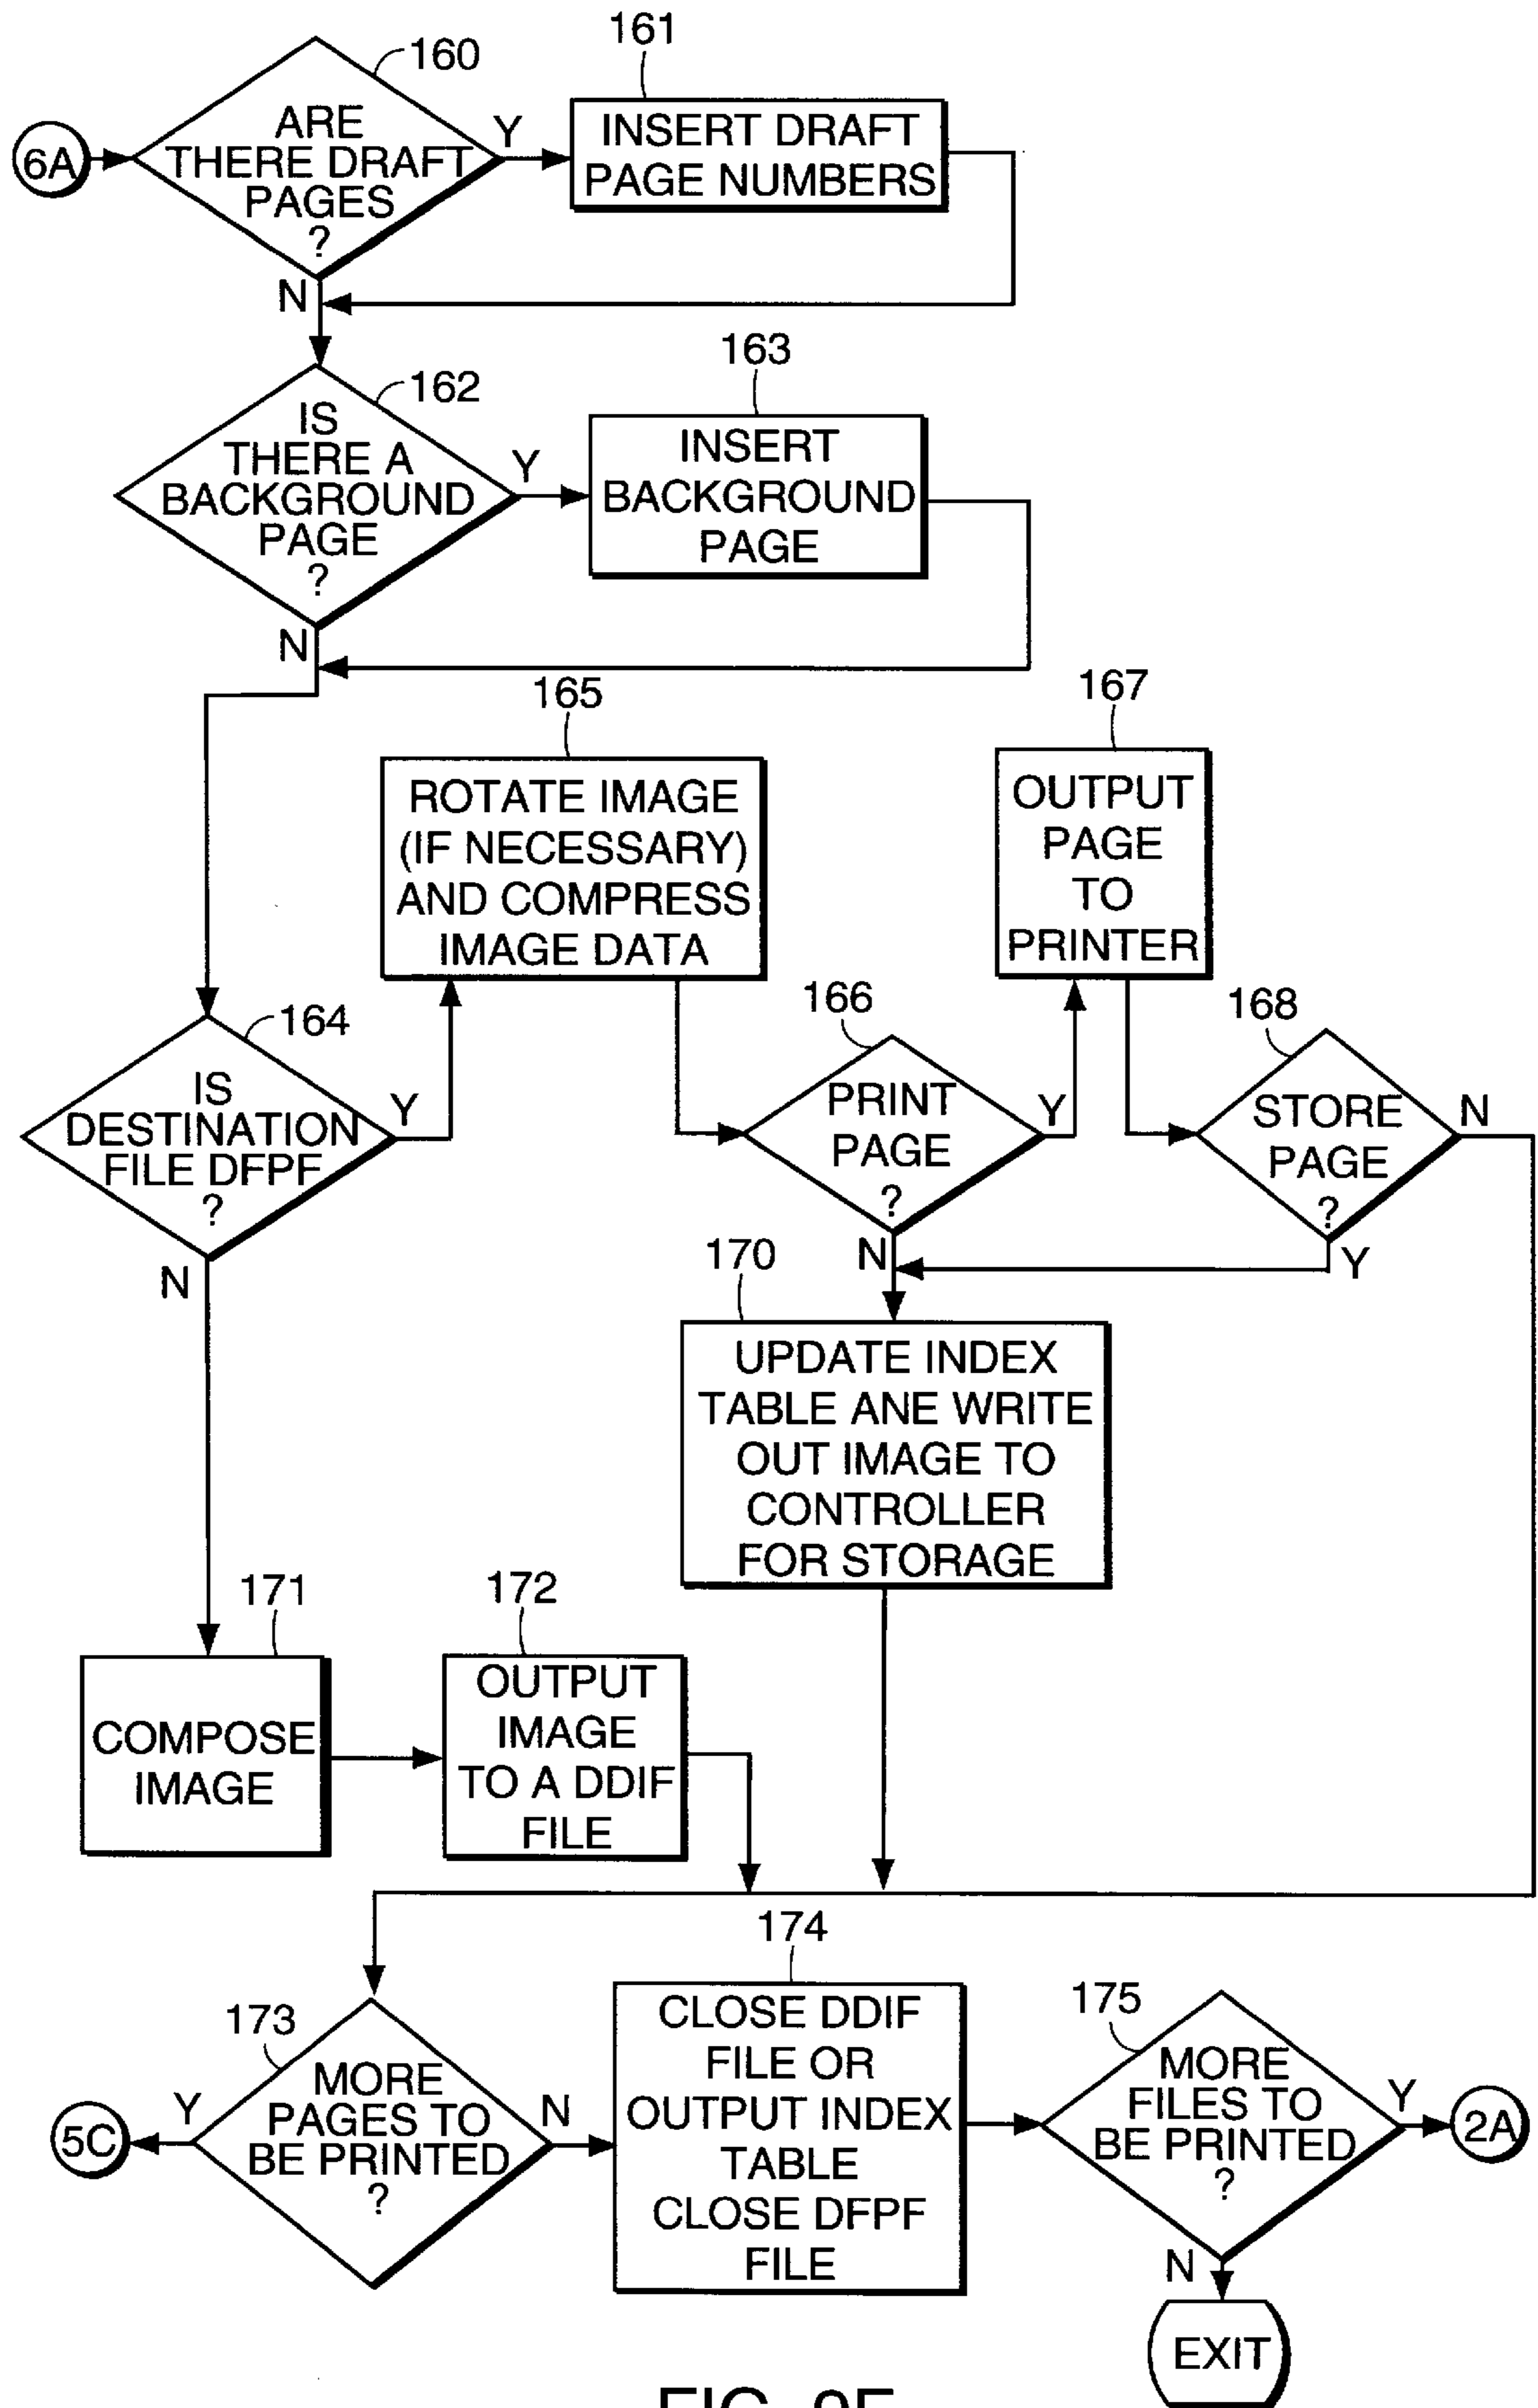 160
161
6A
ARE
THERE DRAFT
PAGES
?
Y
INSERT DRAFT
PAGE NUMBERS
N
162
163
IS
THERE A
BACKGROUND
PAGE
?
Y
INSERT
BACKGROUND
PAGE
N
165
167
ROTATE IMAGE
(IF NECESSARY)
AND COMPRESS
IMAGE DATA
OUTPUT
PAGE
TO
PRINTER
164
166
168
IS
DESTINATION
FILE DFPF
?
Y
PRINT
PAGE
?
Y
STORE
PAGE
?
N
N
N
Y
170
UPDATE INDEX
TABLE ANE WRITE
OUT IMAGE TO
CONTROLLER
FOR STORAGE
171
172
COMPOSE
IMAGE
OUTPUT
IMAGE
TO A DDIF
FILE
173
174
175
5C
Y
MORE
PAGES TO
BE PRINTED
?
N
CLOSE DDIF
FILE OR
OUTPUT INDEX
TABLE
CLOSE DFPF
FILE
MORE
FILES TO
BE PRINTED
?
Y
2A
N
EXIT